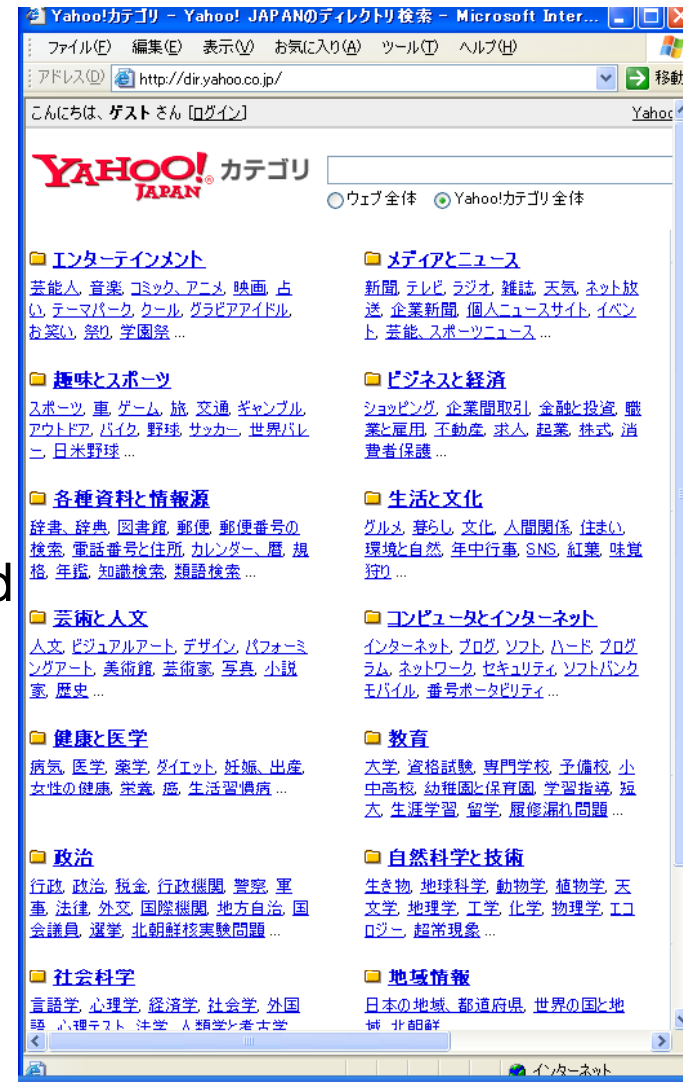 Yahoo!カテゴリ - Yahoo! JAPANのディレクトリ検索 - Microsoft Inter...
ファイル(F) 編集(E) 表示(V) お気に入り(A) ツール(T) ヘルプ(H)
アドレス(D) http://dir.yahoo.co.jp/ 移動
こんにちは、ゲスト さん [ログイン] Yahoo
YAHOO! JAPAN カテゴリ
ウェブ全体 Yahoo!カテゴリ全体
エンターテインメント
芸能人, 音楽, コミック、アニメ, 映画, 占
い, テーマパーク, クール, グラビアアイドル,
お笑い, 祭り, 学園祭 ...
メディアとニュース
新聞, テレビ, ラジオ, 雑誌, 天気, ネット放
送, 企業新聞, 個人ニュースサイト, イベン
ト, 芸能、スポーツニュース ...
趣味とスポーツ
スポーツ, 車, ゲーム, 旅, 交通, ギャンブル,
アウトドア, バイク, 野球, サッカー, 世界バレ
ー, 日米野球 ...
ビジネスと経済
ショッピング, 企業間取引, 金融と投資, 職
業と雇用, 不動産, 求人, 起業, 株式, 消
費者保護 ...
各種資料と情報源
辞書、辞典, 図書館, 郵便, 郵便番号の
検索, 電話番号と住所, カレンダー、暦, 規
格, 年鑑, 知識検索, 類語検索 ...
生活と文化
グルメ, 暮らし, 文化, 人間関係, 住まい,
環境と自然, 年中行事, SNS, 紅葉, 味覚
狩り ...
d
芸術と人文
人文, ビジュアルアート, デザイン, パフォーミ
ングアート, 美術館, 芸術家, 写真, 小説
家, 歴史 ...
コンピュータとインターネット
インターネット, ブログ, ソフト, ハード, プログ
ラム, ネットワーク, セキュリティ, ソフトバンク
モバイル, 番号ポータビリティ ...
健康と医学
病気, 医学, 薬学, ダイエット, 妊娠、出産,
女性の健康, 栄養, 癌, 生活習慣病 ...
教育
大学, 資格試験, 専門学校, 予備校, 小
中高校, 幼稚園と保育園, 学習指導, 短
大, 生涯学習, 留学, 履修漏れ問題 ...
政治
行政, 政治, 税金, 行政機関, 警察, 軍
事, 法律, 外交, 国際機関, 地方自治, 国
会議員, 選挙, 北朝鮮核実験問題 ...
自然科学と技術
生き物, 地球科学, 動物学, 植物学, 天
文学, 地理学, 工学, 化学, 物理学, エコ
ロジー, 超常現象 ...
社会科学
言語学, 心理学, 経済学, 社会学, 外国
語, 心理テスト, 法学, 人類学と考古学
地域情報
日本の地域、都道府県, 世界の国と地
域, 北朝鮮
インターネット